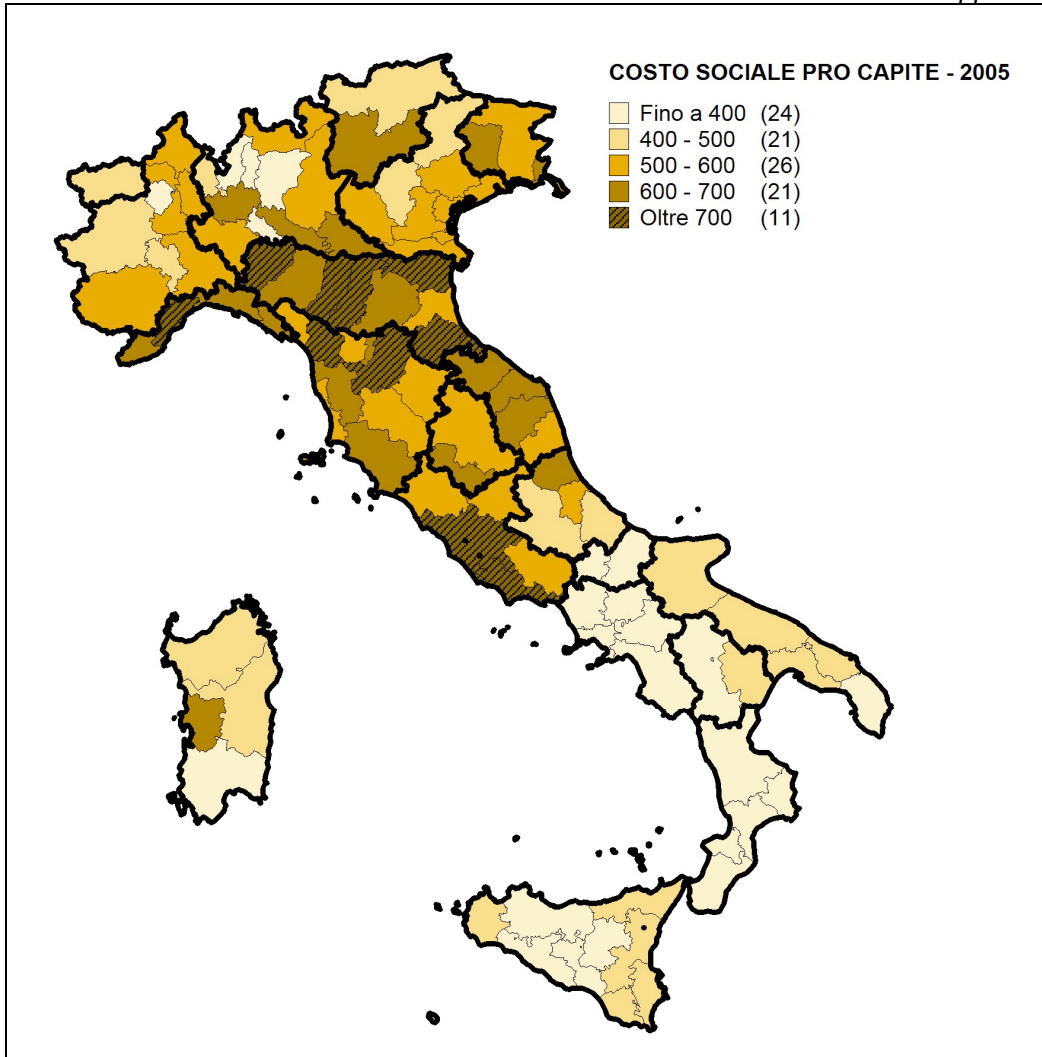 COSTO SOCIALE PRO CAPITE - 2005
Fino a 400 (24)
400 - 500 (21)
500 - 600 (26)
600 - 700 (21)
Oltre 700 (11)